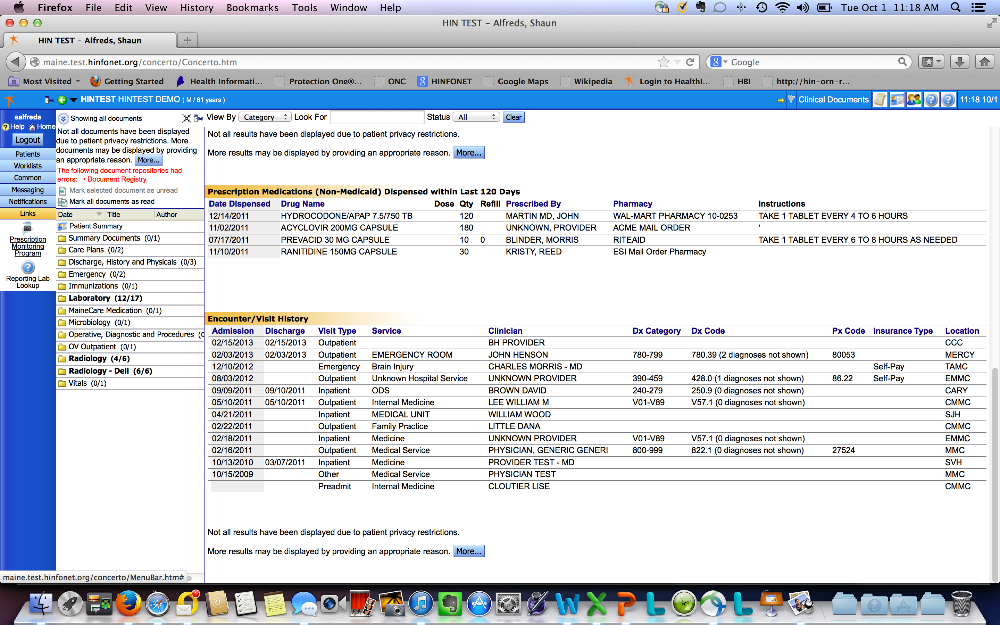 Firefox File Edit View History Bookmarks Tools Window Help Tue Oct 1 11:18 AM
HIN TEST – Alfreds, Shaun
HIN TEST – Alfreds, Shaun
maine.test.hinfonet.org/concerto/Concerto.htm Google
Most Visited Getting Started Health Informati... Protection One®... ONC HINFONET Google Maps Wikipedia Login to HealthI... HBI http://hin-orn-r...
HINTEST HINTEST DEMO ( M / 61 years ) Clinical Documents 11:18 10/1
salfreds
Help Home
Logout
Patients
Worklists
Common
Messaging
Notifications
Links
Prescription
Monitoring
Program
Reporting Lab
Lookup
Showing all documents
Not all documents have been displayed
due to patient privacy restrictions. More
documents may be displayed by providing
an appropriate reason. More...
The following document repositories had
errors: • Document Registry
Mark selected document as unread
Mark all documents as read
Date Title Author
Patient Summary
Summary Documents (0/1)
Care Plans (0/2)
Discharge, History and Physicals (0/3)
Emergency (0/2)
Immunizations (0/1)
Laboratory (12/17)
MaineCare Medication (0/1)
Microbiology (0/1)
Operative, Diagnostic and Procedures (0
OV Outpatient (0/1)
Radiology (4/6)
Radiology - Dell (6/6)
Vitals (0/1)
View By Category Look For Status All Clear
Not all results have been displayed due to patient privacy restrictions.
More results may be displayed by providing an appropriate reason. More...
Prescription Medications (Non-Medicaid) Dispensed within Last 120 Days
Date Dispensed Drug Name Dose Qty Refill Prescribed By Pharmacy Instructions
12/14/2011 HYDROCODONE/APAP 7.5/750 TB 120 MARTIN MD, JOHN WAL-MART PHARMACY 10-0253 TAKE 1 TABLET EVERY 4 TO 6 HOURS
11/02/2011 ACYCLOVIR 200MG CAPSULE 180 UNKNOWN, PROVIDER ACME MAIL ORDER '
07/17/2011 PREVACID 30 MG CAPSULE 10 0 BLINDER, MORRIS RITEAID TAKE 1 TABLET EVERY 6 TO 8 HOURS AS NEEDED
11/10/2011 RANITIDINE 150MG CAPSULE 30 KRISTY, REED ESI Mail Order Pharmacy
Encounter/Visit History
Admission Discharge Visit Type Service Clinician Dx Category Dx Code Px Code Insurance Type Location
02/15/2013 02/15/2013 Outpatient BH PROVIDER CCC
02/03/2013 02/03/2013 Outpatient EMERGENCY ROOM JOHN HENSON 780-799 780.39 (2 diagnoses not shown) 80053 MERCY
12/10/2012 Emergency Brain Injury CHARLES MORRIS - MD Self-Pay TAMC
08/03/2012 Outpatient Unknown Hospital Service UNKNOWN PROVIDER 390-459 428.0 (1 diagnoses not shown) 86.22 Self-Pay EMMC
09/09/2011 09/10/2011 Inpatient ODS BROWN DAVID 240-279 250.9 (0 diagnoses not shown) CARY
05/10/2011 05/10/2011 Outpatient Internal Medicine LEE WILLIAM M V01-V89 V57.1 (0 diagnoses not shown) CMMC
04/21/2011 Inpatient MEDICAL UNIT WILLIAM WOOD SJH
02/22/2011 Outpatient Family Practice LITTLE DANA CMMC
02/18/2011 Inpatient Medicine UNKNOWN PROVIDER V01-V89 V57.1 (0 diagnoses not shown) EMMC
02/16/2011 Outpatient Medical Service PHYSICIAN, GENERIC GENERI 800-999 822.1 (0 diagnoses not shown) 27524 MMC
10/13/2010 03/07/2011 Inpatient Medicine PROVIDER TEST - MD SVH
10/15/2009 Other Medical Service PHYSICIAN TEST MMC
Preadmit Internal Medicine CLOUTIER LISE CMMC
Not all results have been displayed due to patient privacy restrictions.
More results may be displayed by providing an appropriate reason. More...
maine.test.hinfonet.org/concerto/MenuBar.htm#